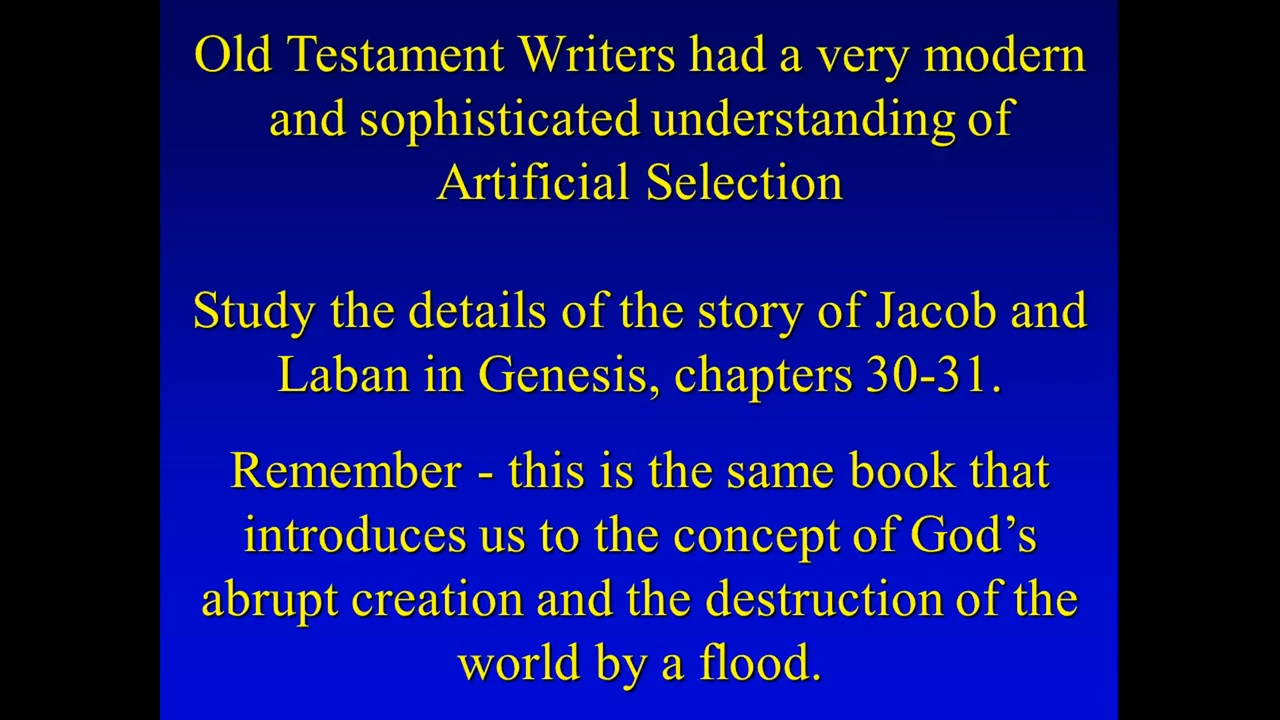 Old Testament Writers had a very modern
and sophisticated understanding of
Artificial Selection
Study the details of the story of Jacob and
Laban in Genesis, chapters 30-31.
Remember - this is the same book that
introduces us to the concept of God’s
abrupt creation and the destruction of the
world by a flood.